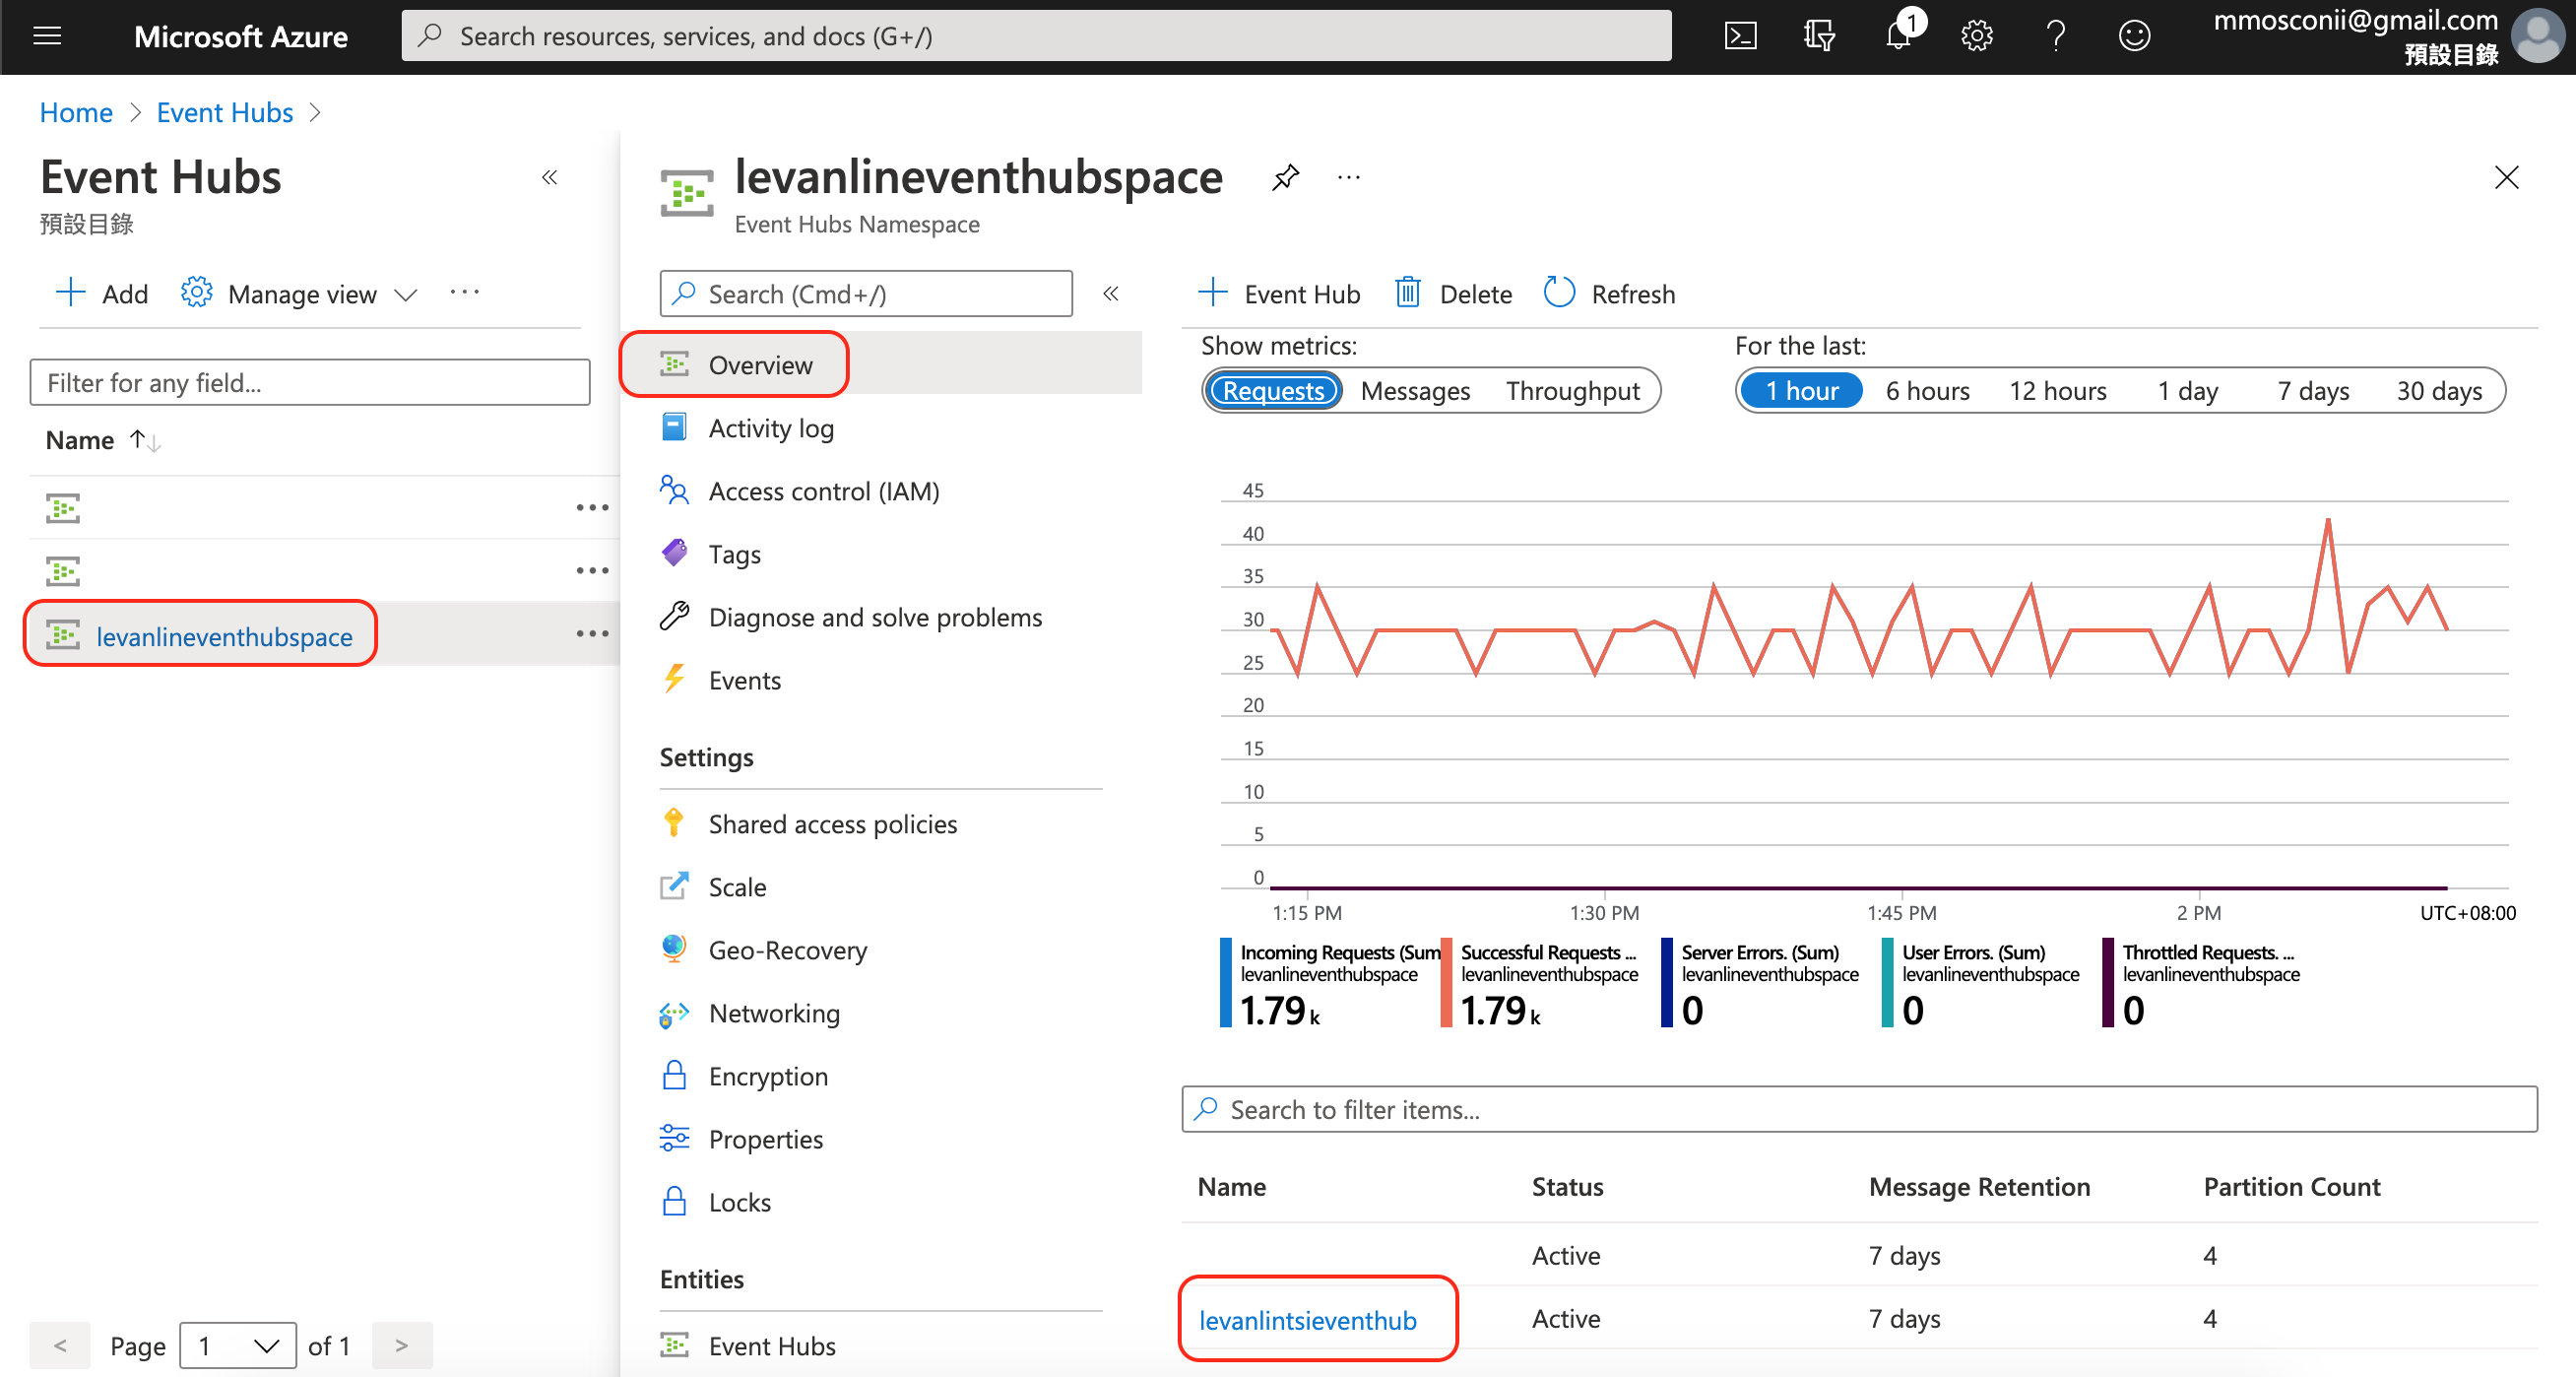 Microsoft Azure
Search resources, services, and docs (G+/)
1
mmosconii@gmail.com
預設目錄
Home
Event Hubs
Event Hubs
預設目錄
Add
Manage view
Filter for any field...
Name
levanlineventhubspace
Page
1
of 1
levanlineventhubspace
Event Hubs Namespace
Search (Cmd+/)
Overview
Activity log
Access control (IAM)
Tags
Diagnose and solve problems
Events
Settings
Shared access policies
Scale
Geo-Recovery
Networking
Encryption
Properties
Locks
Entities
Event Hubs
Event Hub
Delete
Refresh
Show metrics:
Requests Messages Throughput
For the last:
1 hour 6 hours 12 hours 1 day 7 days 30 days
45
40
35
30
25
20
15
10
5
0
1:15 PM 1:30 PM 1:45 PM 2 PM UTC+08:00
Incoming Requests (Sum
levanlineventhubspace
1.79 k
Successful Requests ...
levanlineventhubspace
1.79 k
Server Errors. (Sum)
levanlineventhubspace
0
User Errors. (Sum)
levanlineventhubspace
0
Throttled Requests. ...
levanlineventhubspace
0
Search to filter items...
Name Status Message Retention Partition Count
Active 7 days 4
levanlintsieventhub Active 7 days 4